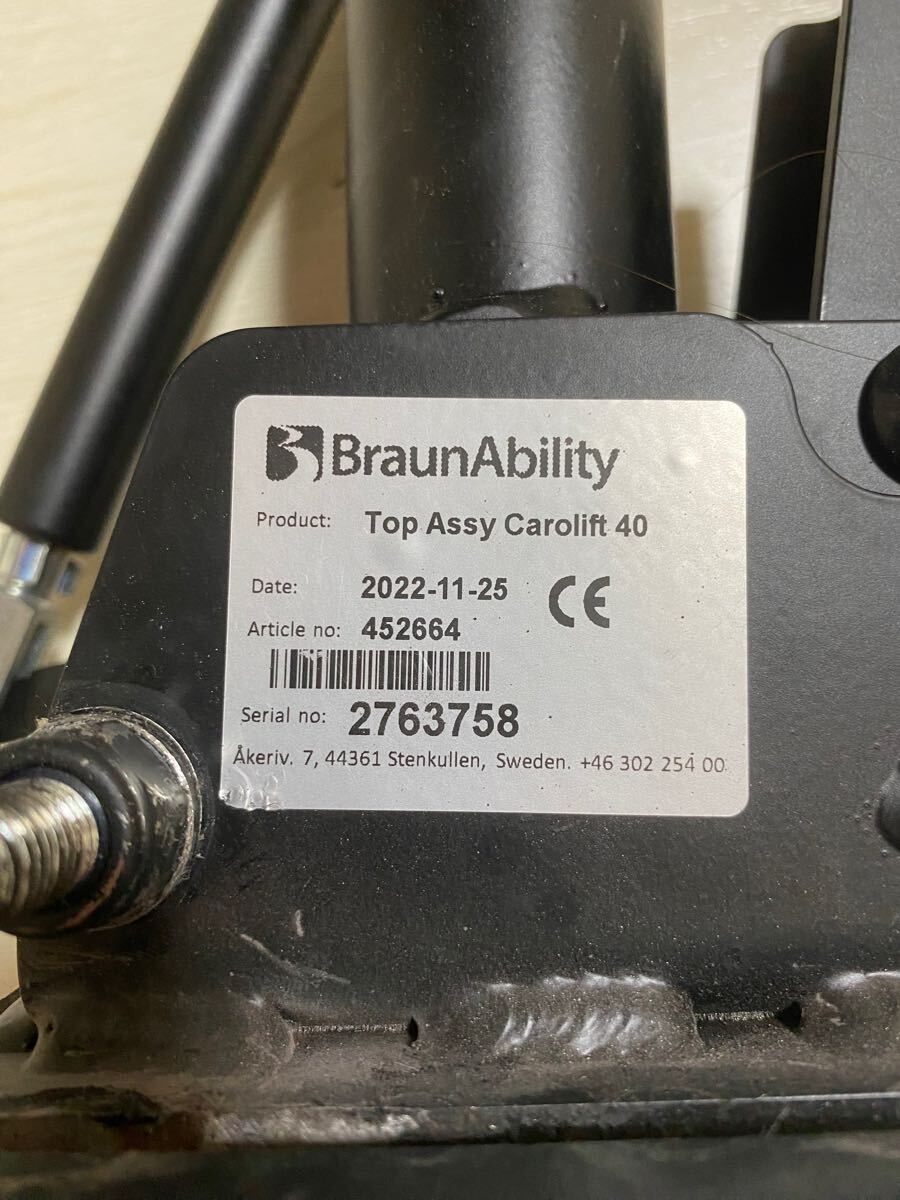 BraunAbility
Product: Top Assy Carolift 40
Date: 2022-11-25 CE
Article no: 452664
Serial no: 2763758
Åkeriv. 7, 44361 Stenkullen, Sweden. +46 302 254 00